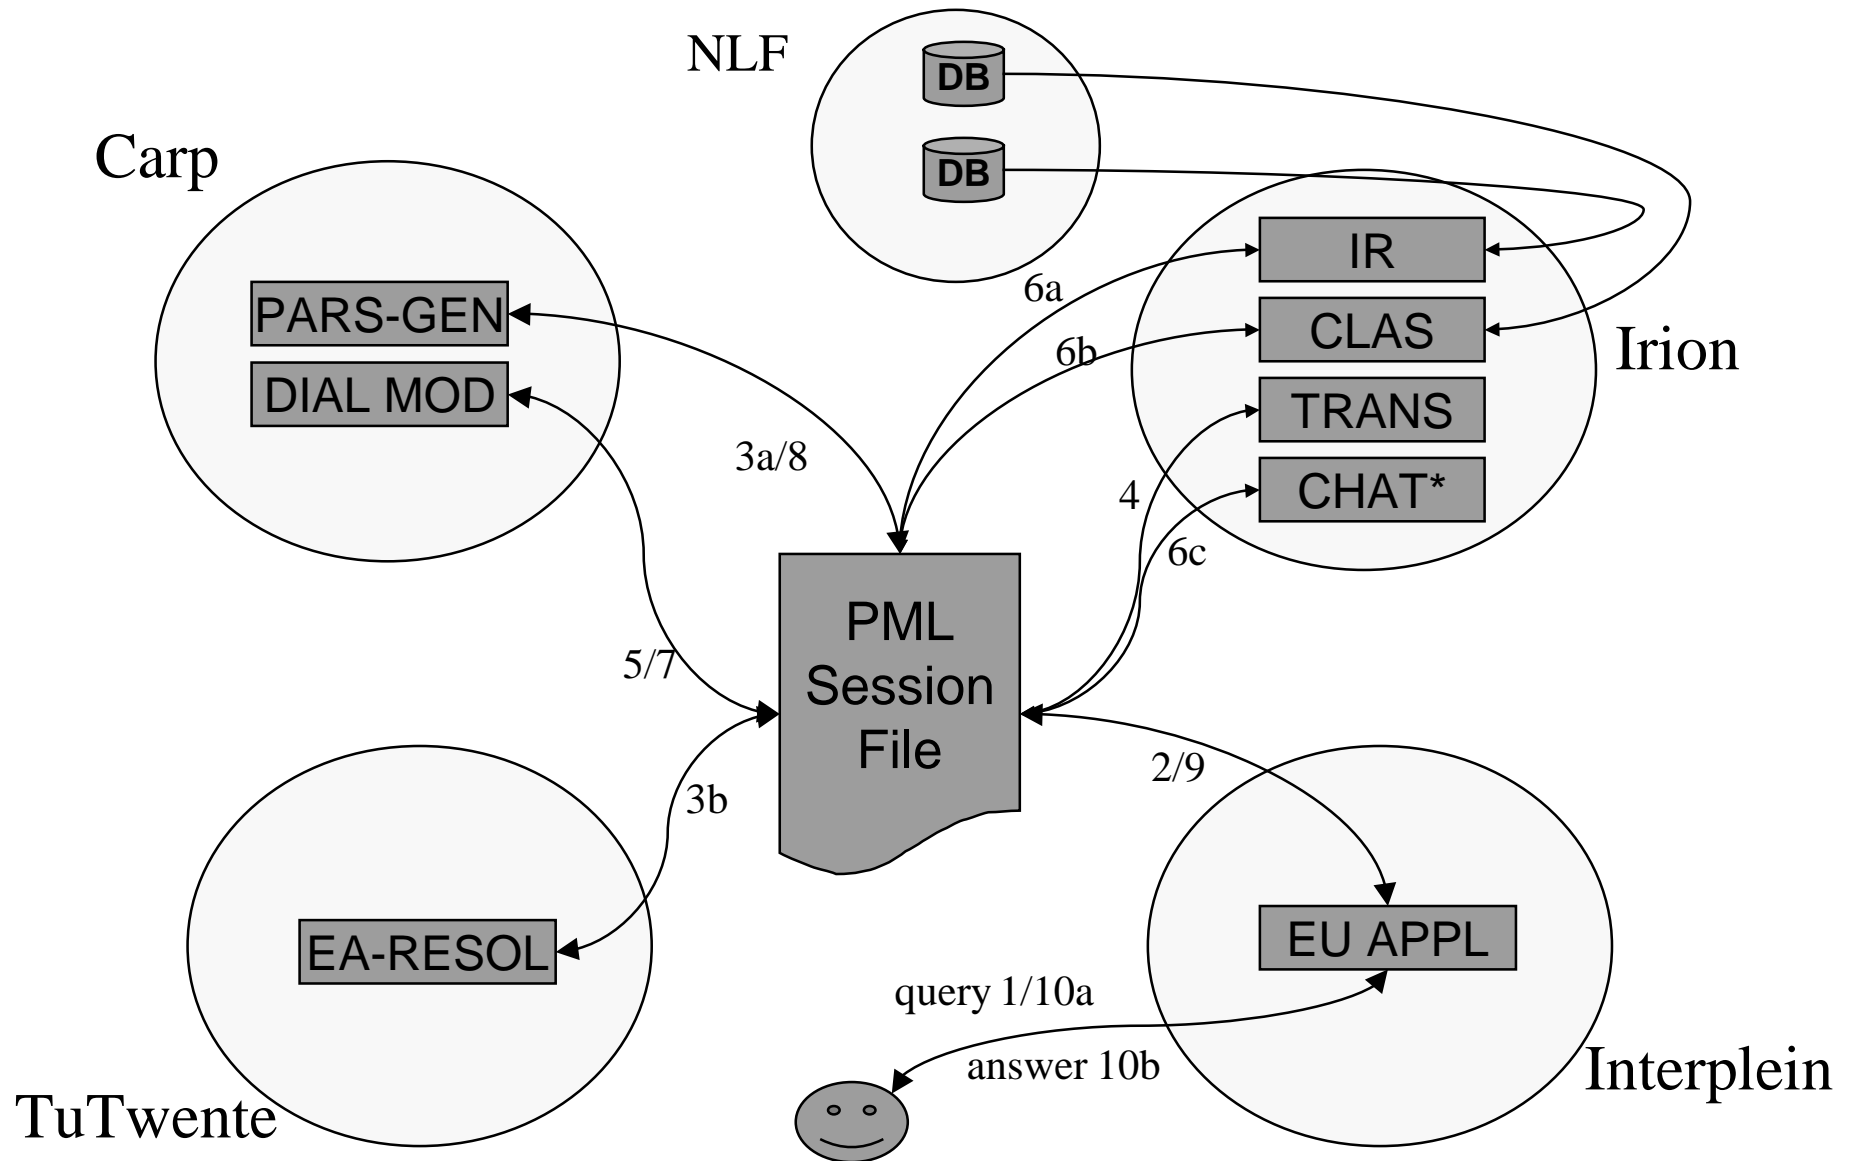 NLF
DB
DB
Carp
PARS-GEN
DIAL MOD
IR
CLAS
TRANS
CHAT*
Irion
6a
6b
3a/8
4
6c
PML
Session
File
5/7
3b
2/9
EA-RESOL
TuTwente
EU APPL
Interplein
query 1/10a
answer 10b